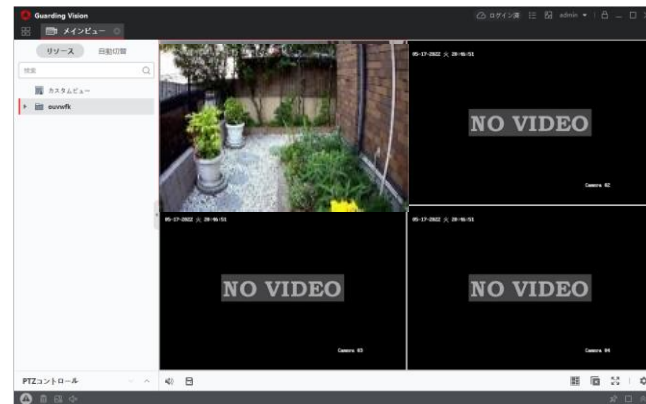 Guarding Vision
ログイン済
admin
メインビュー
リソース
自動切替
検索
カスタムビュー
ouvwfk
05-17-2022 火 20:46:51
NO VIDEO
Camera 02
05-17-2022 火 20:46:51
NO VIDEO
Camera 03
05-17-2022 火 20:46:51
NO VIDEO
Camera 04
PTZコントロール